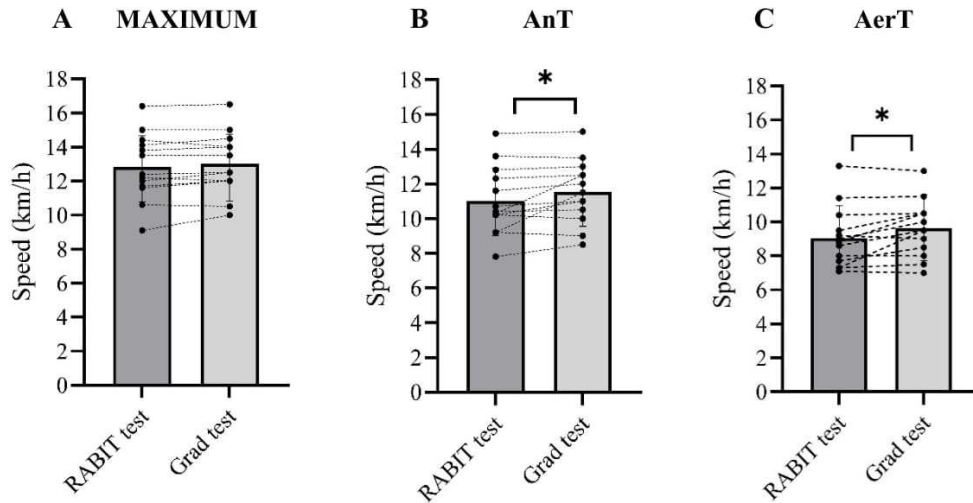 A MAXIMUM
Speed (km/h)
18
16
14
12
10
8
6
4
2
0
RABIT test
Grad test
B AnT
*
Speed (km/h)
18
16
14
12
10
8
6
4
2
0
RABIT test
Grad test
C AerT
*
Speed (km/h)
18
16
14
12
10
8
6
4
2
0
RABIT test
Grad test